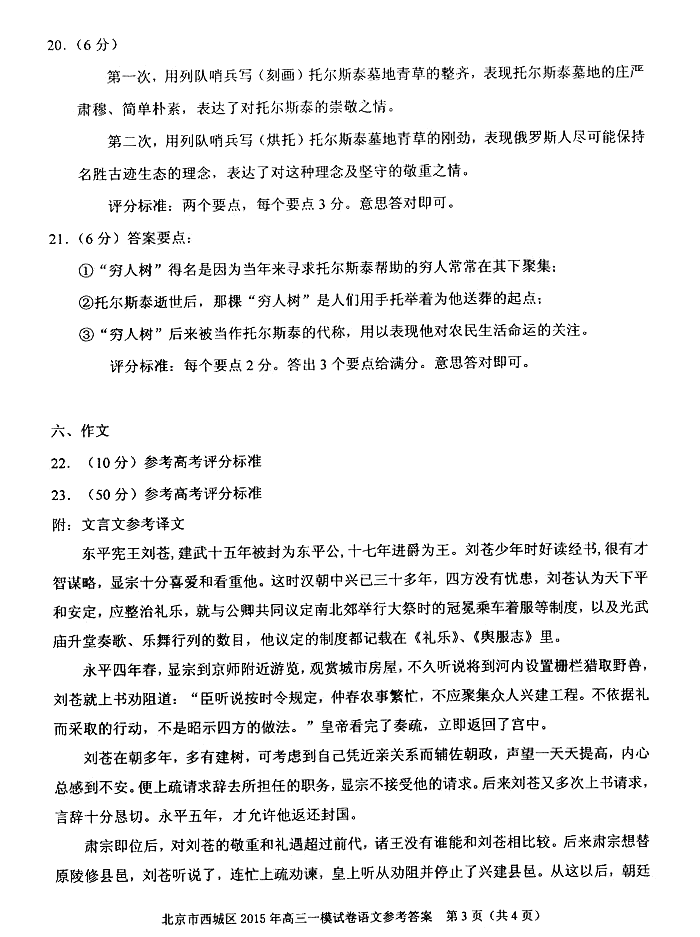 20．（6 分）
第一次，用列队哨兵写（刻画）托尔斯泰墓地青草的整齐，表现托尔斯泰墓地的庄严
肃穆、简单朴素，表达了对托尔斯泰的崇敬之情。
第二次，用列队哨兵写（烘托）托尔斯泰墓地青草的刚劲，表现俄罗斯人尽可能保持
名胜古迹生态的理念，表达了对这种理念及坚守的敬重之情。
评分标准：两个要点，每个要点 3 分。意思答对即可。
21．（6 分）答案要点：
①“穷人树”得名是因为当年来寻求托尔斯泰帮助的穷人常常在其下聚集；
②托尔斯泰逝世后，那棵“穷人树”是人们用手托举着为他送葬的起点；
③“穷人树”后来被当作托尔斯泰的代称，用以表现他对农民生活命运的关注。
评分标准：每个要点 2 分。答出 3 个要点给满分。意思答对即可。
六、作文
22．（10 分）参考高考评分标准
23．（50 分）参考高考评分标准
附：文言文参考译文
东平宪王刘苍,建武十五年被封为东平公,十七年进爵为王。刘苍少年时好读经书,很有才
智谋略，显宗十分喜爱和看重他。这时汉朝中兴已三十多年，四方没有忧患，刘苍认为天下平
和安定，应整治礼乐，就与公卿共同议定南北郊举行大祭时的冠冕乘车着服等制度，以及光武
庙升堂奏歌、乐舞行列的数目，他议定的制度都记载在《礼乐》、《舆服志》里。
永平四年春，显宗到京师附近游览，观赏城市房屋，不久听说将到河内设置栅栏猎取野兽，
刘苍就上书劝阻道：“臣听说按时令规定，仲春农事繁忙，不应聚集众人兴建工程。不依据礼
而采取的行动，不是昭示四方的做法。”皇帝看完了奏疏，立即返回了宫中。
刘苍在朝多年，多有建树，可考虑到自己凭近亲关系而辅佐朝政，声望一天天提高，内心
总感到不安。便上疏请求辞去所担任的职务，显宗不接受他的请求。后来刘苍又多次上书请求，
言辞十分恳切。永平五年，才允许他返还封国。
肃宗即位后，对刘苍的敬重和礼遇超过前代，诸王没有谁能和刘苍相比较。后来肃宗想替
原陵修县邑，刘苍听说了，连忙上疏劝谏，皇上听从劝阻并停止了兴建县邑。从这以后，朝廷
北京市西城区 2015 年高三一模试卷语文参考答案 第 3 页（共 4 页）